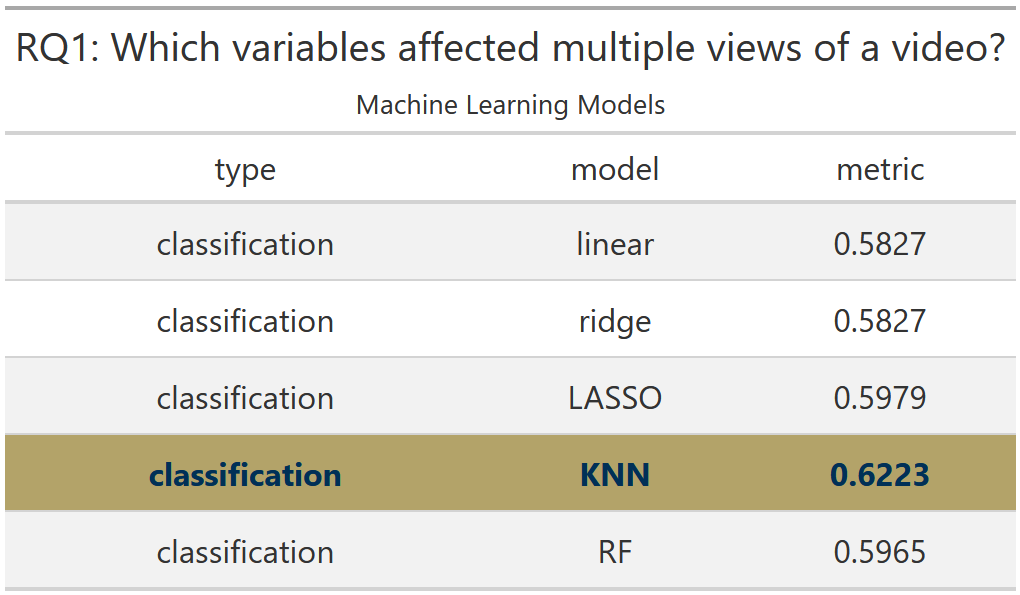 RQ1: Which variables affected multiple views of a video?
Machine Learning Models
type model metric
classification linear 0.5827
classification ridge 0.5827
classification LASSO 0.5979
classification KNN 0.6223
classification RF 0.5965